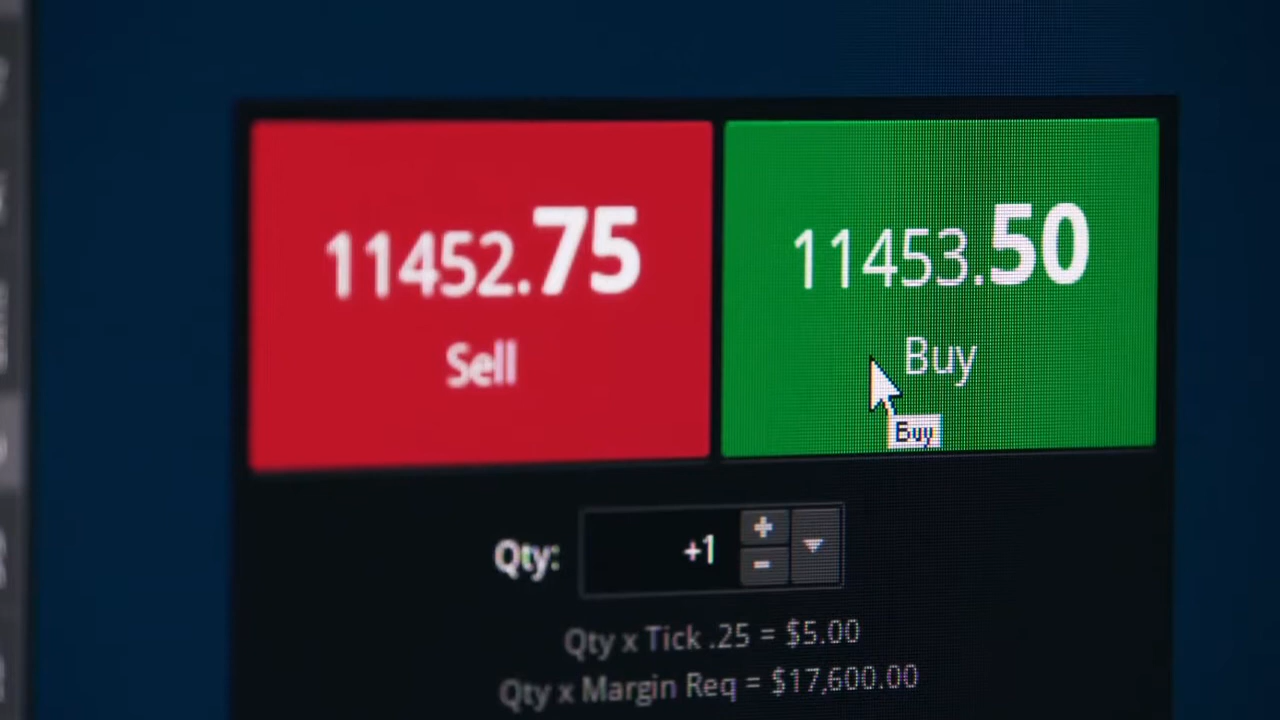 11452.75
Sell
11453.50
Buy
Buy
Qty: +1
Qty x Tick .25 = $5.00
Qty x Margin Req = $17,600.00